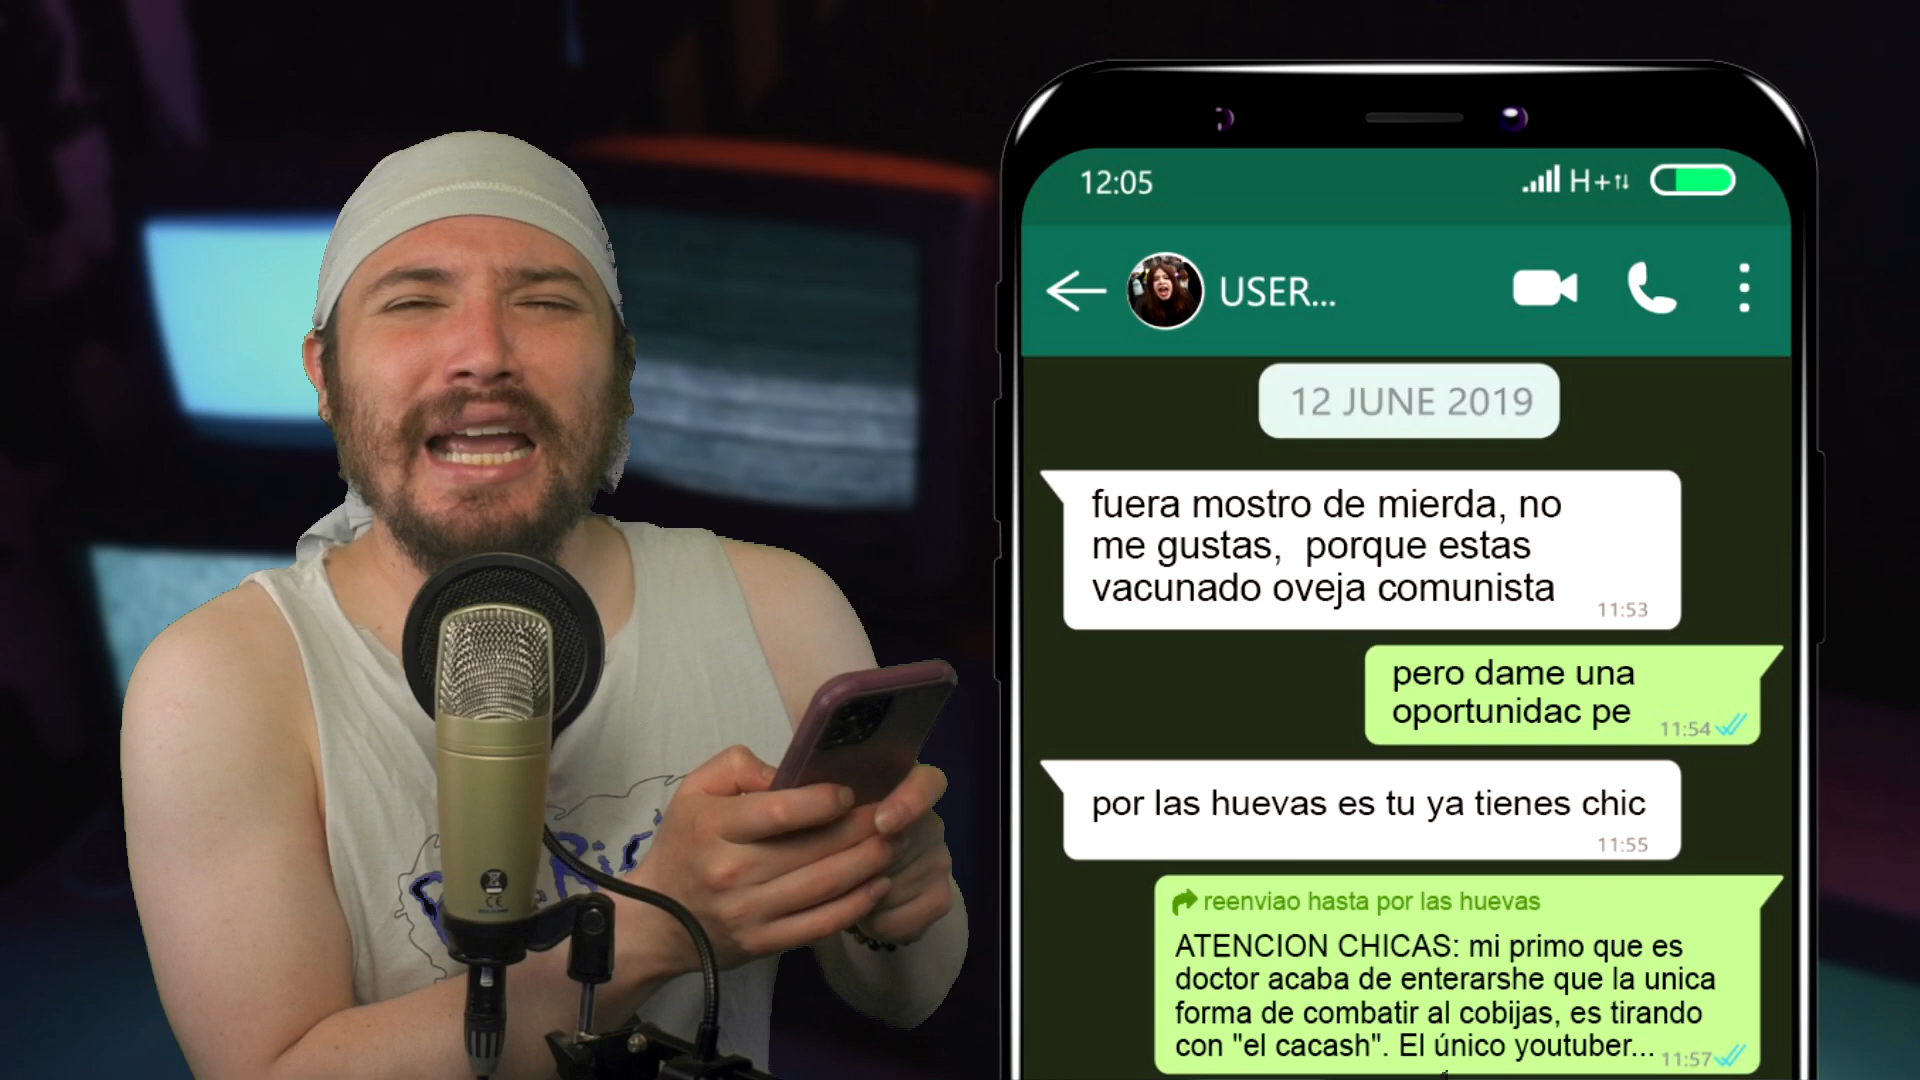 12:05
H+
USER...
12 JUNE 2019
fuera mostro de mierda, no
me gustas,  porque estas
vacunado oveja comunista
11:53
pero dame una
oportunidac pe
11:54
por las huevas es tu ya tienes chic
11:55
reenviao hasta por las huevas
ATENCION CHICAS: mi primo que es
doctor acaba de enterarshe que la unica
forma de combatir al cobijas, es tirando
con "el cacash". El único youtuber...
11:57
CE